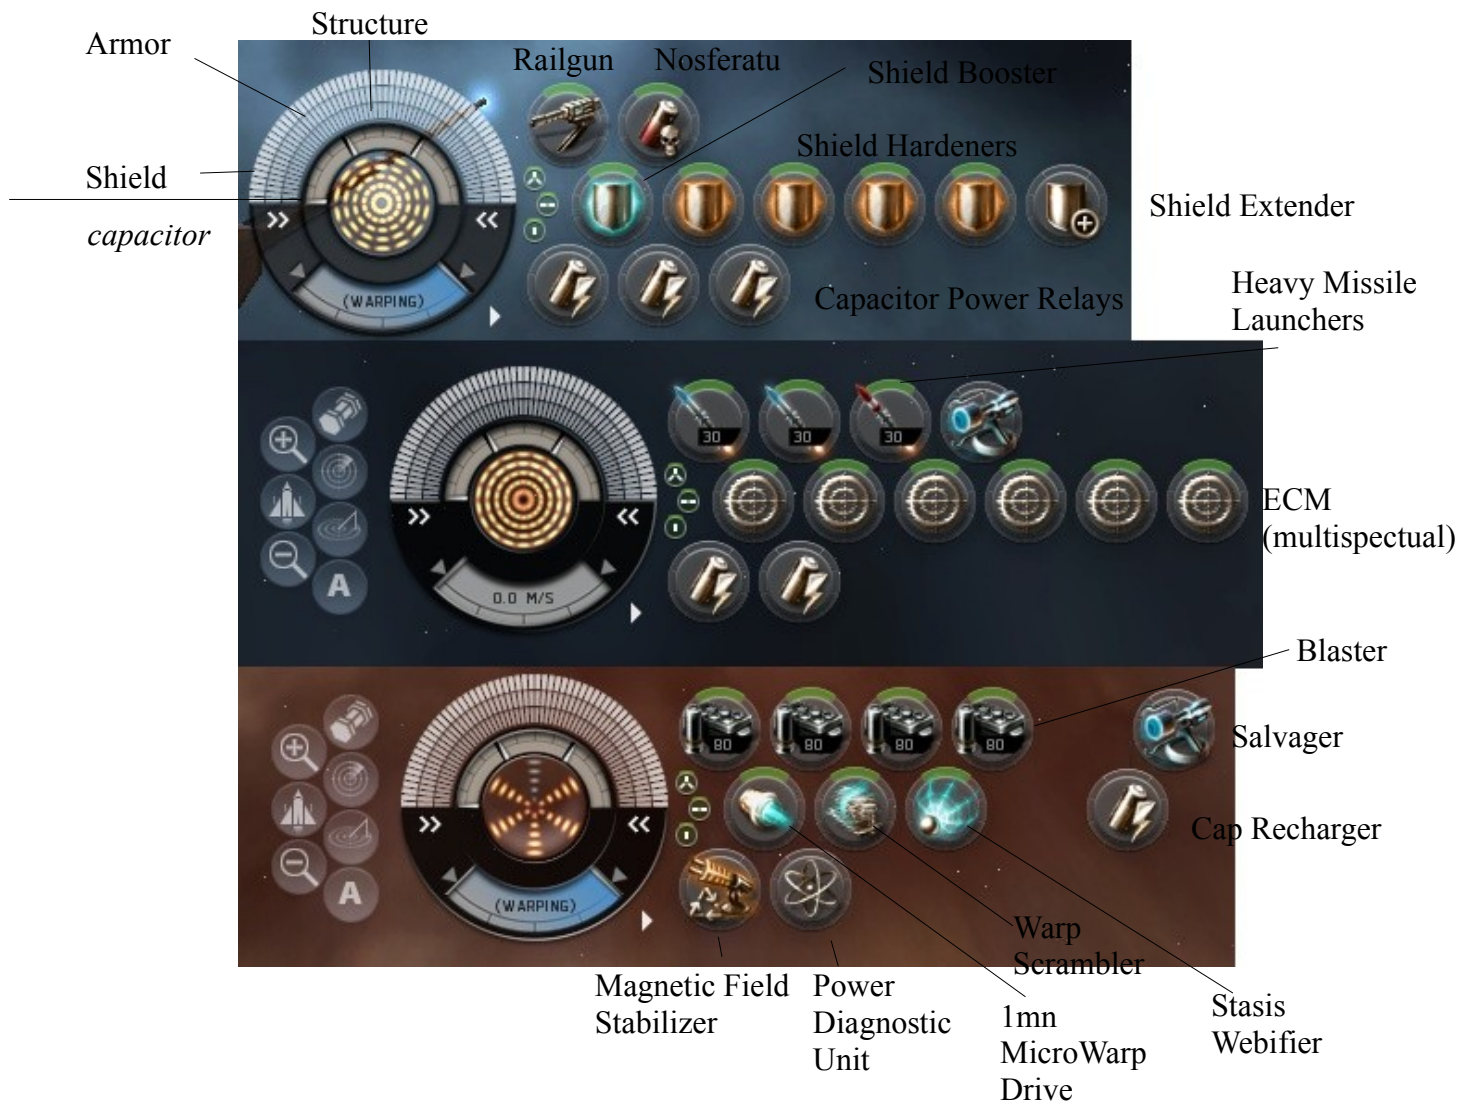 Structure
Armor
Railgun
Nosferatu
Shield Booster
Shield Hardeners
Shield
Shield Extender
capacitor
Heavy Missile
Launchers
(WARPING)
Capacitor Power Relays
30
30
30
ECM
(multispectual)
A
0.0 M/S
Blaster
80
80
80
80
Salvager
Cap Recharger
A
(WARPING)
Warp
Scrambler
Magnetic Field
Stabilizer
Power
Diagnostic
Unit
1mn
MicroWarp
Drive
Stasis
Webifier